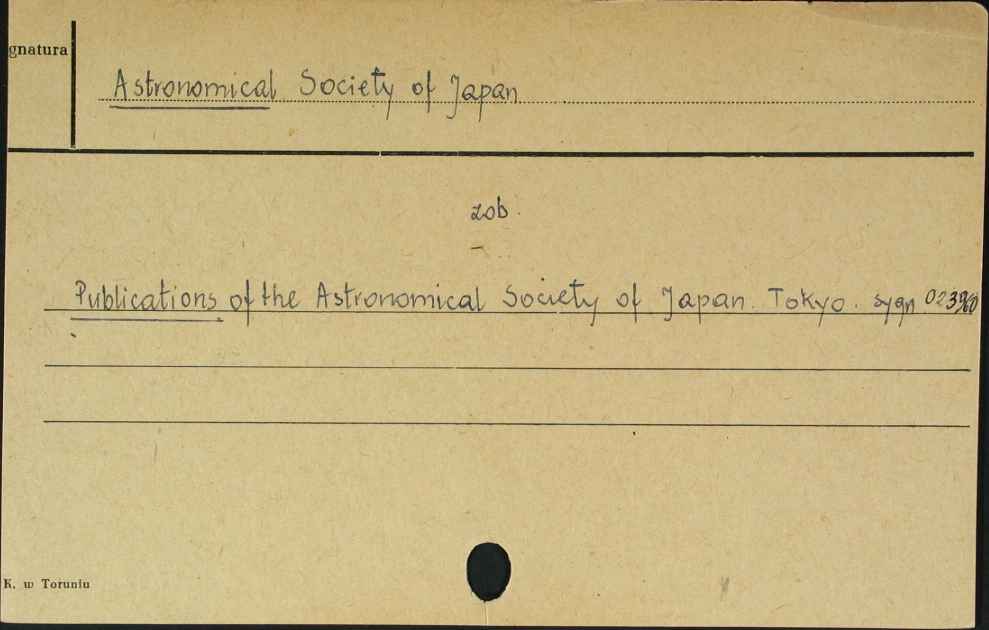 gnatura
Astronomical Society of Japan
zob.
Publications of the Astronomical Society of Japan. Tokyo. sygn
K. w Toruniu